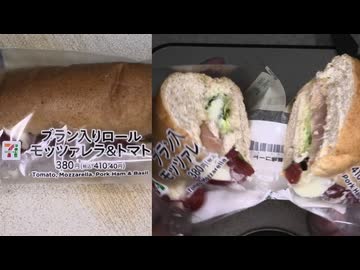 ブラン入りロール
モッツァレラ&トマト
380円(税込410.40円)
Tomato, Mozzarella, Pork Ham & Basil
ブラン入
モッツァレ
380